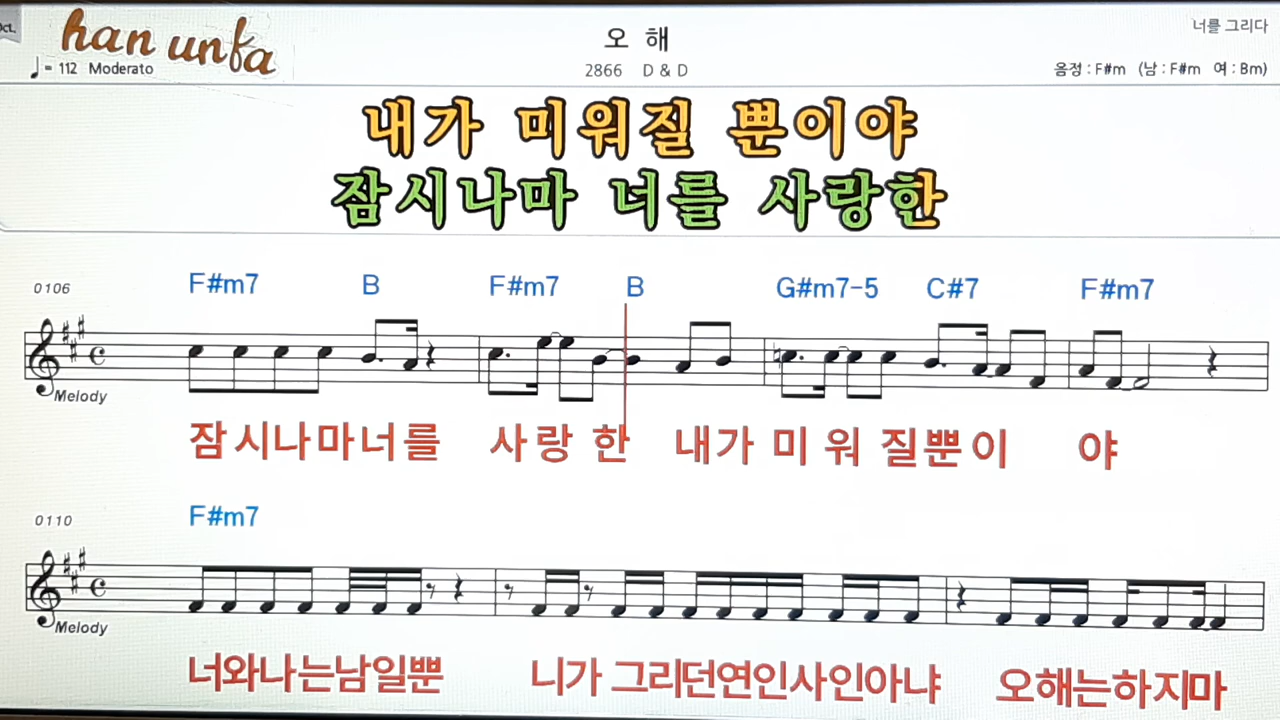 Oct.
han unfa
오 해
너를 그리다
♩= 112 Moderato
2866 D & D
음정 : F#m (남 : F#m 여 : Bm)
내가 미워질 뿐이야
잠시나마 너를 사랑한
0106 F#m7 B F#m7 B G#m7-5 C#7 F#m7
Melody
잠시나마너를 사랑한 내가 미워 질뿐이 야
0110 F#m7
Melody
너와나는남일뿐 니가 그리던연인사인아냐 오해는하지마